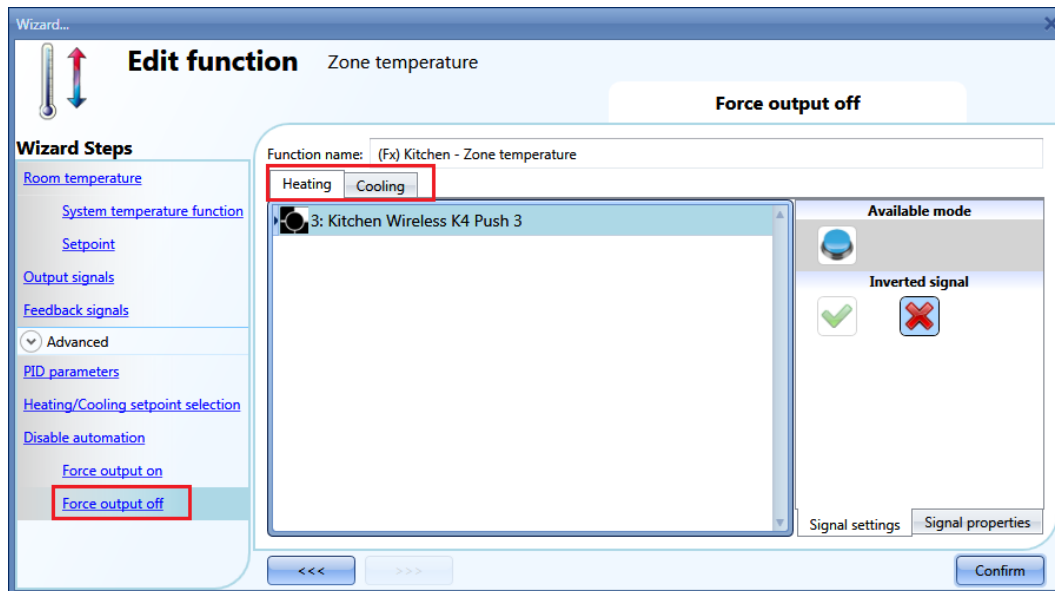 Wizard...
Edit function Zone temperature
Force output off
Wizard Steps
Room temperature
System temperature function
Setpoint
Output signals
Feedback signals
Advanced
PID parameters
Heating/Cooling setpoint selection
Disable automation
Force output on
Force output off
Function name: (Fx) Kitchen - Zone temperature
Heating Cooling
3: Kitchen Wireless K4 Push 3
Available mode
Inverted signal
Signal settings Signal properties
<<< >>> Confirm